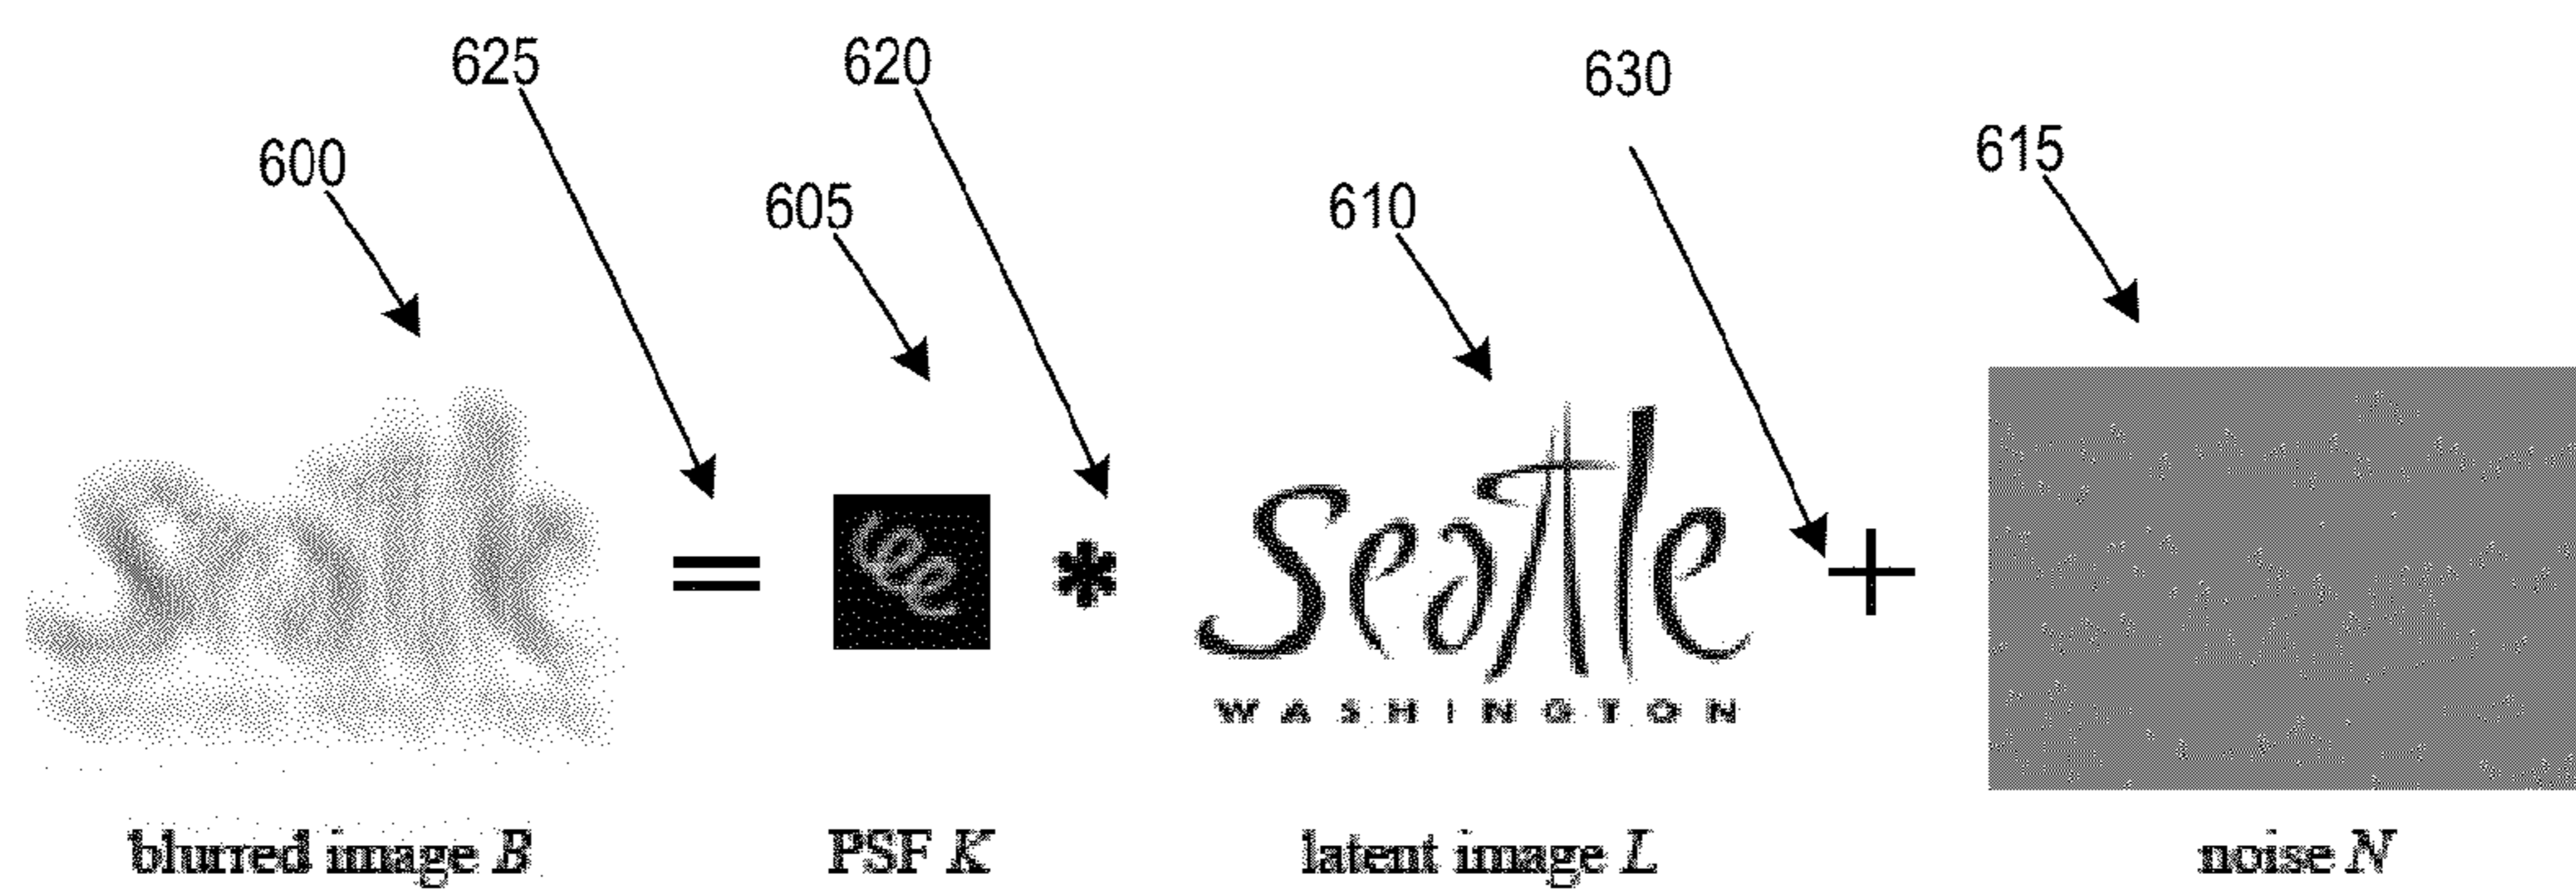 625 620 630
600 605 610 615
= * +
Seattle
WASHINGTON
blurred image B PSF K latent image L noise N